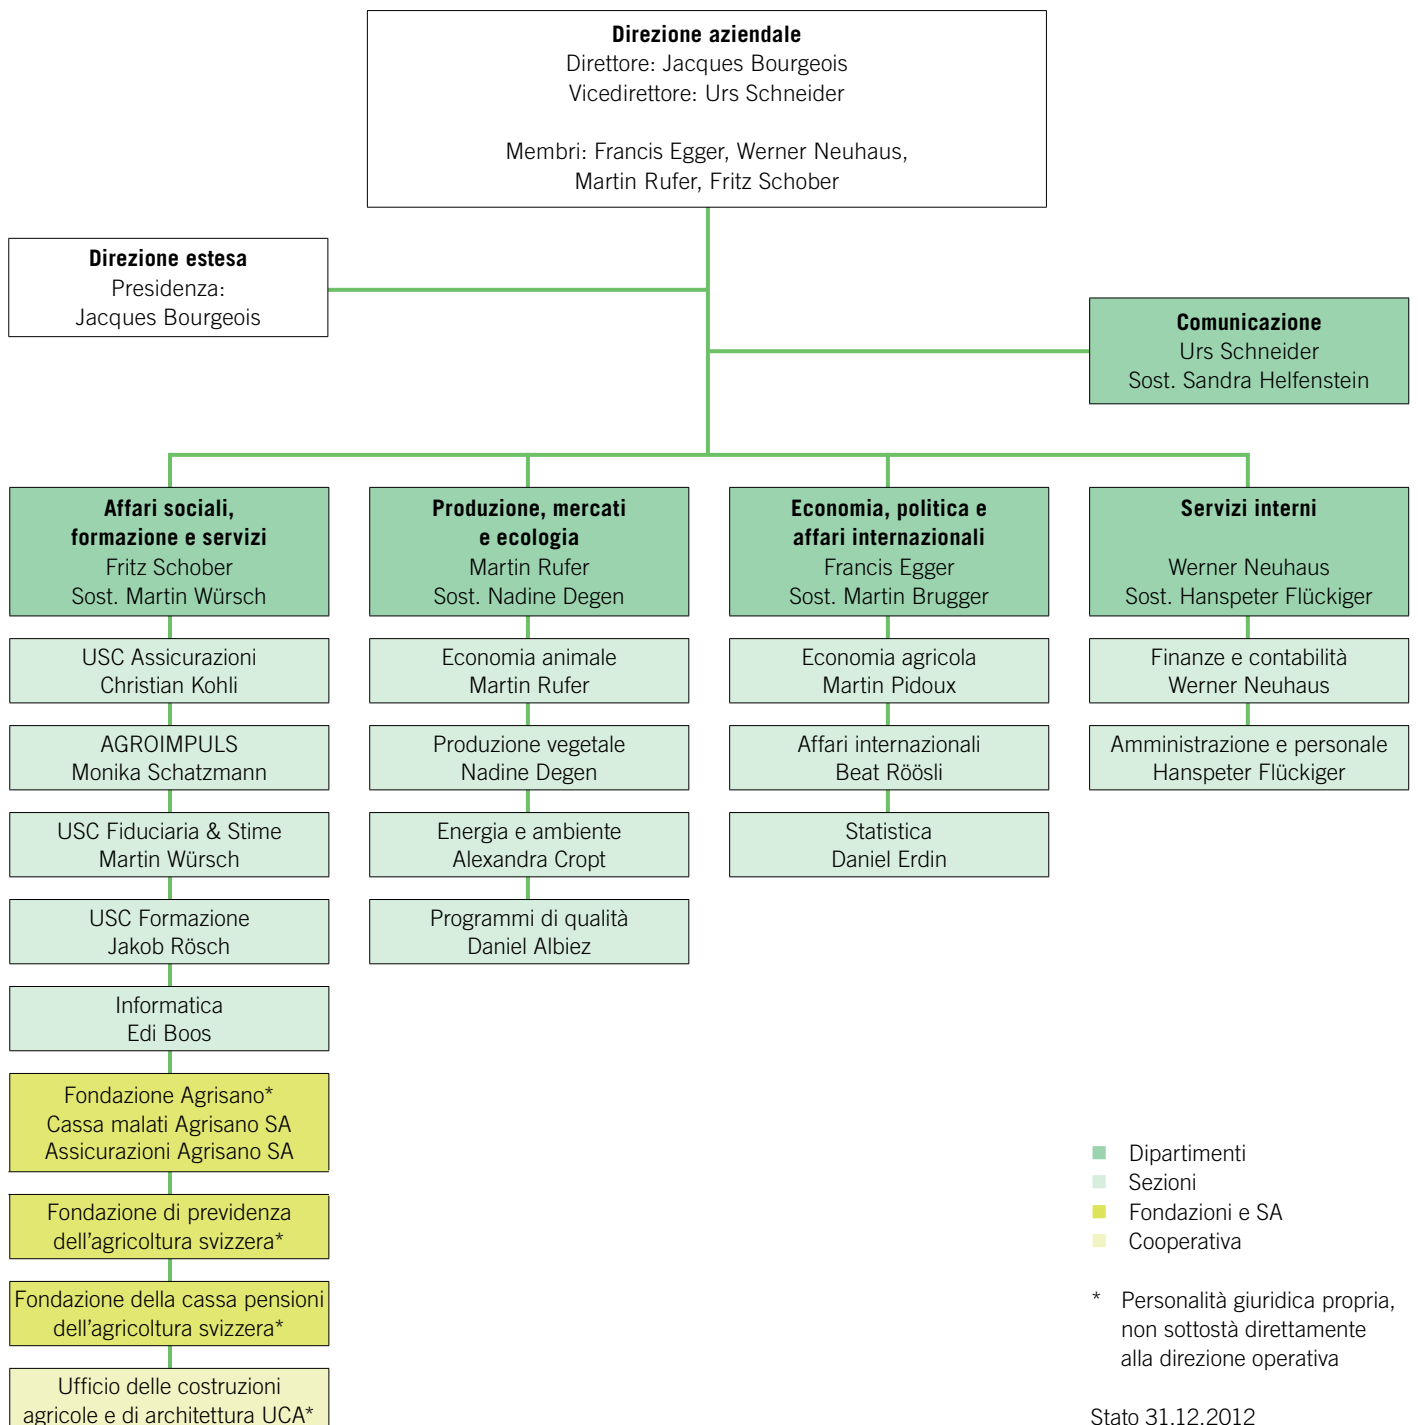 Direzione aziendale
Direttore: Jacques Bourgeois
Vicedirettore: Urs Schneider
Membri: Francis Egger, Werner Neuhaus,
Martin Rufer, Fritz Schober
Direzione estesa
Presidenza:
Jacques Bourgeois
Comunicazione
Urs Schneider
Sost. Sandra Helfenstein
Affari sociali,
formazione e servizi
Fritz Schober
Sost. Martin Würsch
USC Assicurazioni
Christian Kohli
AGROIMPULS
Monika Schatzmann
USC Fiduciaria & Stime
Martin Würsch
USC Formazione
Jakob Rösch
Informatica
Edi Boos
Fondazione Agrisano*
Cassa malati Agrisano SA
Assicurazioni Agrisano SA
Fondazione di previdenza
dell'agricoltura svizzera*
Fondazione della cassa pensioni
dell'agricoltura svizzera*
Ufficio delle costruzioni
agricole e di architettura UCA*
Produzione, mercati
e ecologia
Martin Rufer
Sost. Nadine Degen
Economia animale
Martin Rufer
Produzione vegetale
Nadine Degen
Energia e ambiente
Alexandra Cropt
Programmi di qualità
Daniel Albiez
Economia, politica e
affari internazionali
Francis Egger
Sost. Martin Brugger
Economia agricola
Martin Pidoux
Affari internazionali
Beat Röösli
Statistica
Daniel Erdin
Servizi interni
Werner Neuhaus
Sost. Hanspeter Flückiger
Finanze e contabilità
Werner Neuhaus
Amministrazione e personale
Hanspeter Flückiger
Dipartimenti
Sezioni
Fondazioni e SA
Cooperativa
* Personalità giuridica propria,
non sottostà direttamente
alla direzione operativa
Stato 31.12.2012